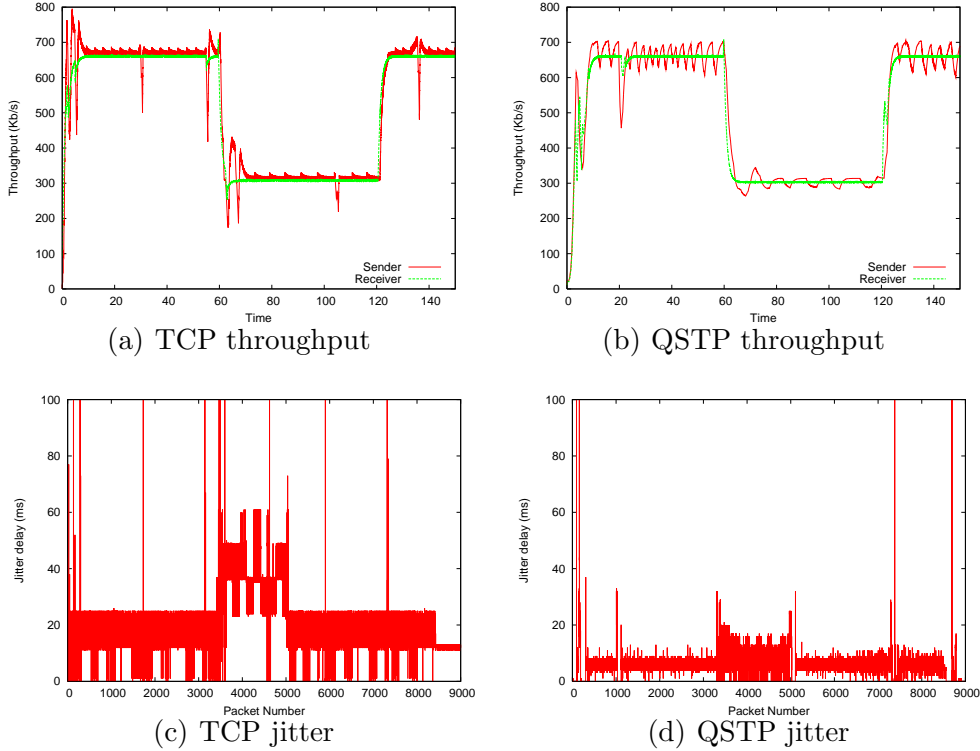 Throughput (Kb/s)
800
700
600
500
400
300
200
100
0
0 20 40 60 80 100 120 140
Time
Sender
Receiver
(a) TCP throughput
Throughput (Kb/s)
800
700
600
500
400
300
200
100
0
0 20 40 60 80 100 120 140
Time
Sender
Receiver
(b) QSTP throughput
Jitter delay (ms)
100
80
60
40
20
0
0 1000 2000 3000 4000 5000 6000 7000 8000 9000
Packet Number
(c) TCP jitter
Jitter delay (ms)
100
80
60
40
20
0
0 1000 2000 3000 4000 5000 6000 7000 8000 9000
Packet Number
(d) QSTP jitter